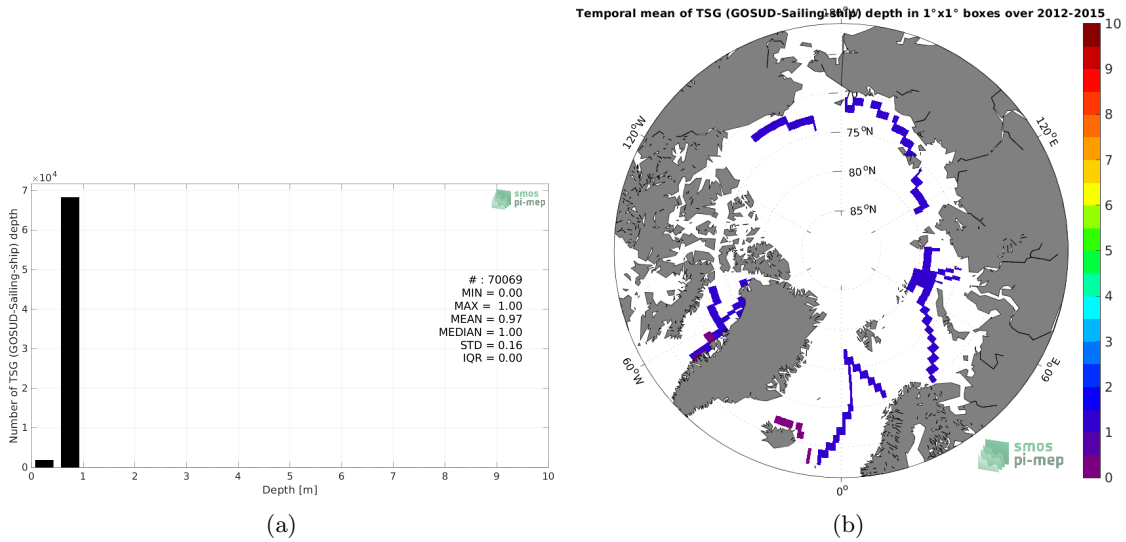 ×10⁴
7
6
5
4
3
2
1
0
Number of TSG (GOSUD-Sailing-ship) depth
0 1 2 3 4 5 6 7 8 9 10
Depth [m]
smos
pi-mep
# : 70069
MIN = 0.00
MAX = 1.00
MEAN = 0.97
MEDIAN = 1.00
STD = 0.16
IQR = 0.00
(a)
Temporal mean of TSG (GOSUD-Sailing-ship) depth in 1°x1° boxes over 2012-2015
120°W
120°E
75°N
80°N
85°N
60°W
60°E
0°
smos
pi-mep
10
9
8
7
6
5
4
3
2
1
0
(b)